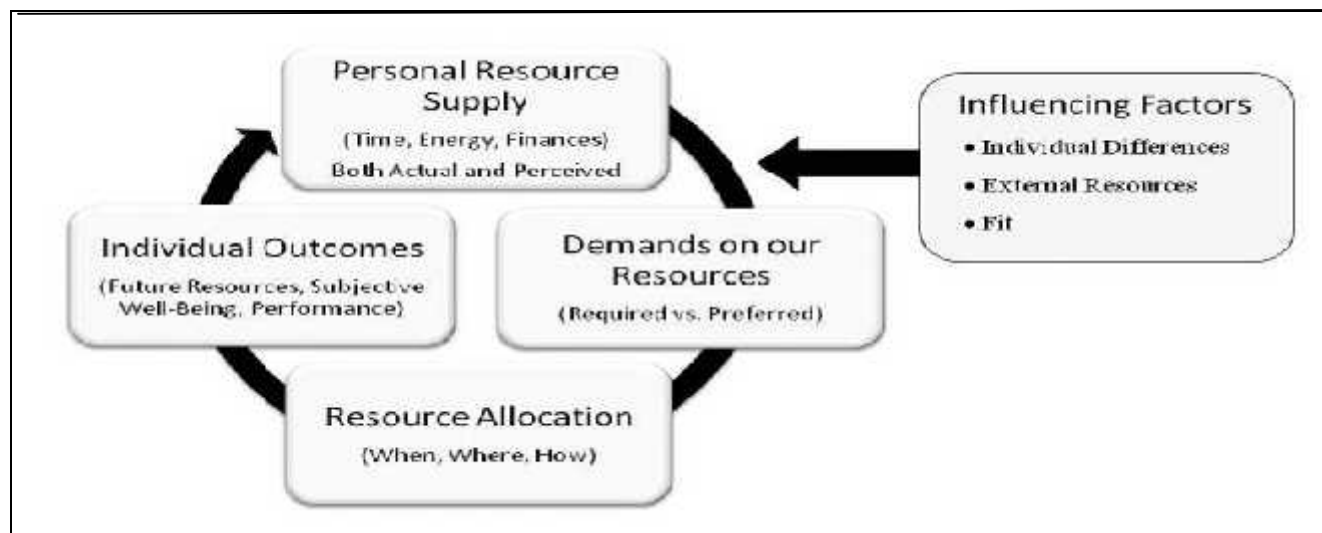 Personal Resource
Supply
(Time, Energy, Finances)
Both Actual and Perceived
Influencing Factors
• Individual Differences
• External Resources
• Fit
Individual Outcomes
(Future Resources, Subjective
Well-Being, Performance)
Demands on our
Resources
(Required vs. Preferred)
Resource Allocation
(When, Where, How)